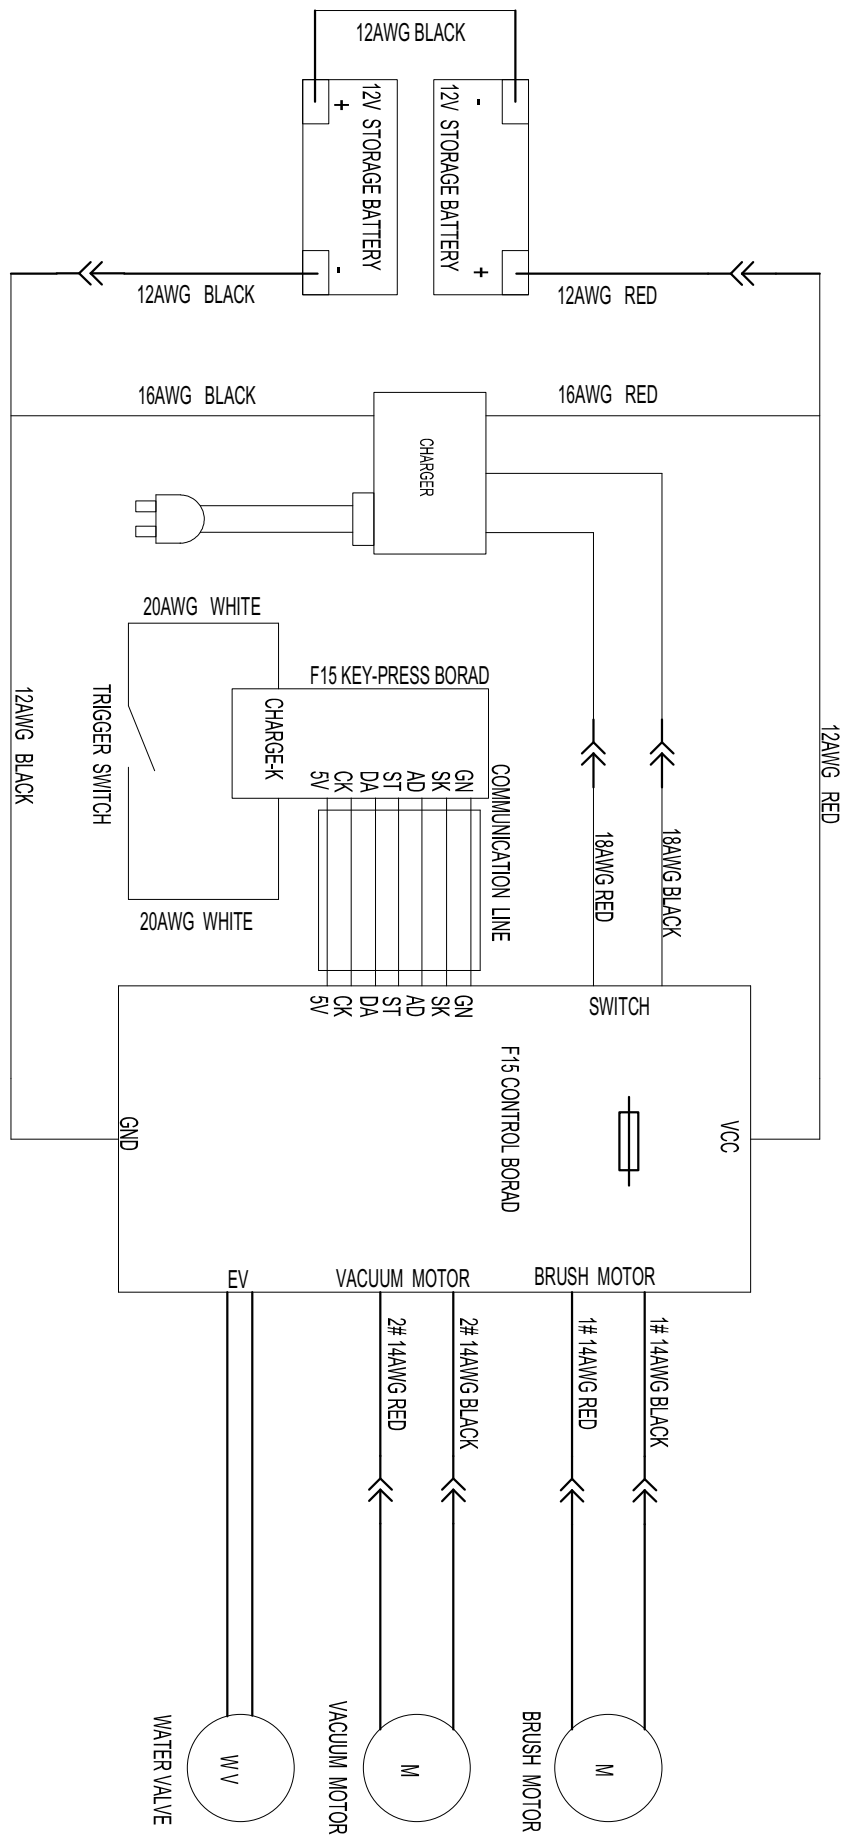 12AWG BLACK
+
-
12V STORAGE BATTERY
12V STORAGE BATTERY
-
+
12AWG BLACK
12AWG RED
16AWG BLACK
16AWG RED
CHARGER
20AWG WHITE
F15 KEY-PRESS BORAD
CHARGE-K
TRIGGER SWITCH
12AWG BLACK
12AWG RED
5V
CK
DA
ST
AD
SK
GN
COMMUNICATION LINE
18AWG RED
18AWG BLACK
20AWG WHITE
5V
CK
DA
ST
AD
SK
GN
SWITCH
F15 CONTROL BORAD
GND
VCC
EV
VACUUM MOTOR
BRUSH MOTOR
2# 14AWG RED
2# 14AWG BLACK
1# 14AWG RED
1# 14AWG BLACK
W V
M
M
WATER VALVE
VACUUM MOTOR
BRUSH MOTOR